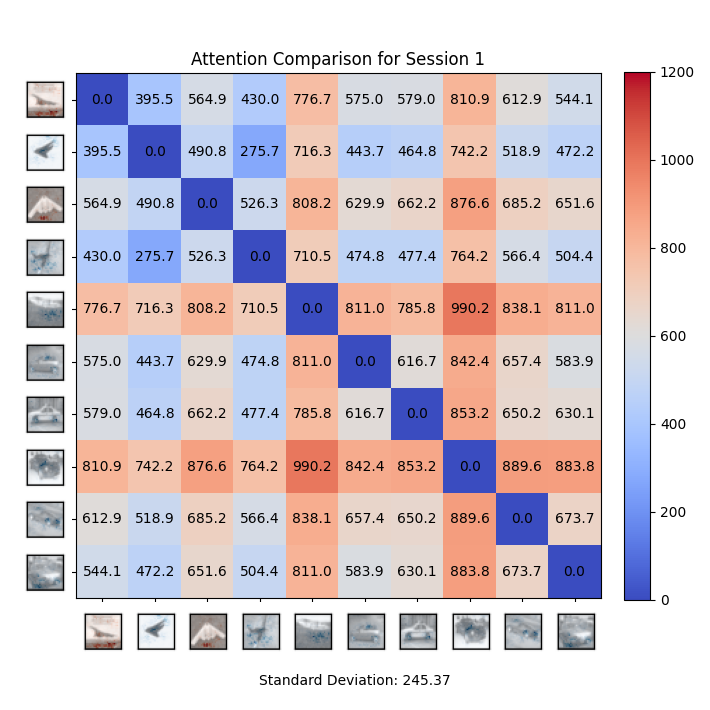 Attention Comparison for Session 1
0.0 395.5 564.9 430.0 776.7 575.0 579.0 810.9 612.9 544.1
395.5 0.0 490.8 275.7 716.3 443.7 464.8 742.2 518.9 472.2
564.9 490.8 0.0 526.3 808.2 629.9 662.2 876.6 685.2 651.6
430.0 275.7 526.3 0.0 710.5 474.8 477.4 764.2 566.4 504.4
776.7 716.3 808.2 710.5 0.0 811.0 785.8 990.2 838.1 811.0
575.0 443.7 629.9 474.8 811.0 0.0 616.7 842.4 657.4 583.9
579.0 464.8 662.2 477.4 785.8 616.7 0.0 853.2 650.2 630.1
810.9 742.2 876.6 764.2 990.2 842.4 853.2 0.0 889.6 883.8
612.9 518.9 685.2 566.4 838.1 657.4 650.2 889.6 0.0 673.7
544.1 472.2 651.6 504.4 811.0 583.9 630.1 883.8 673.7 0.0
1200
1000
800
600
400
200
0
Standard Deviation: 245.37